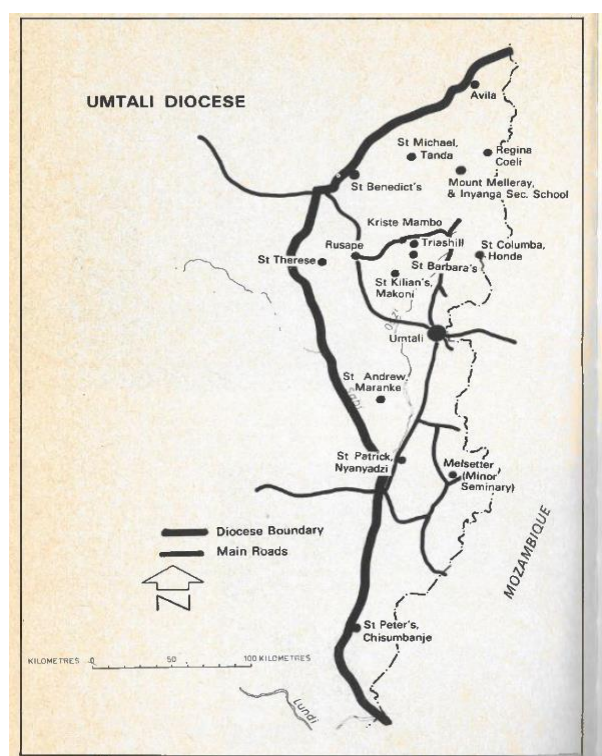 UMTALI DIOCESE
Avila
St Michael,
Tanda
Regina
Coeli
St Benedict's
Mount Melleray,
& Inyanga Sec. School
Kriste Mambo
Rusape
Triashill
St Columba,
Honde
St Therese
St Barbara's
St Kilian's,
Makoni
Odzi
Umtali
St Andrew
Maranke
Sabi
St Patrick,
Nyanyadzi
Melsetter
(Minor
Seminary)
Diocese Boundary
Main Roads
MOZAMBIQUE
N
St Peter's,
Chisumbanje
KILOMETRES 0 50 100 KILOMETRES
Lundi